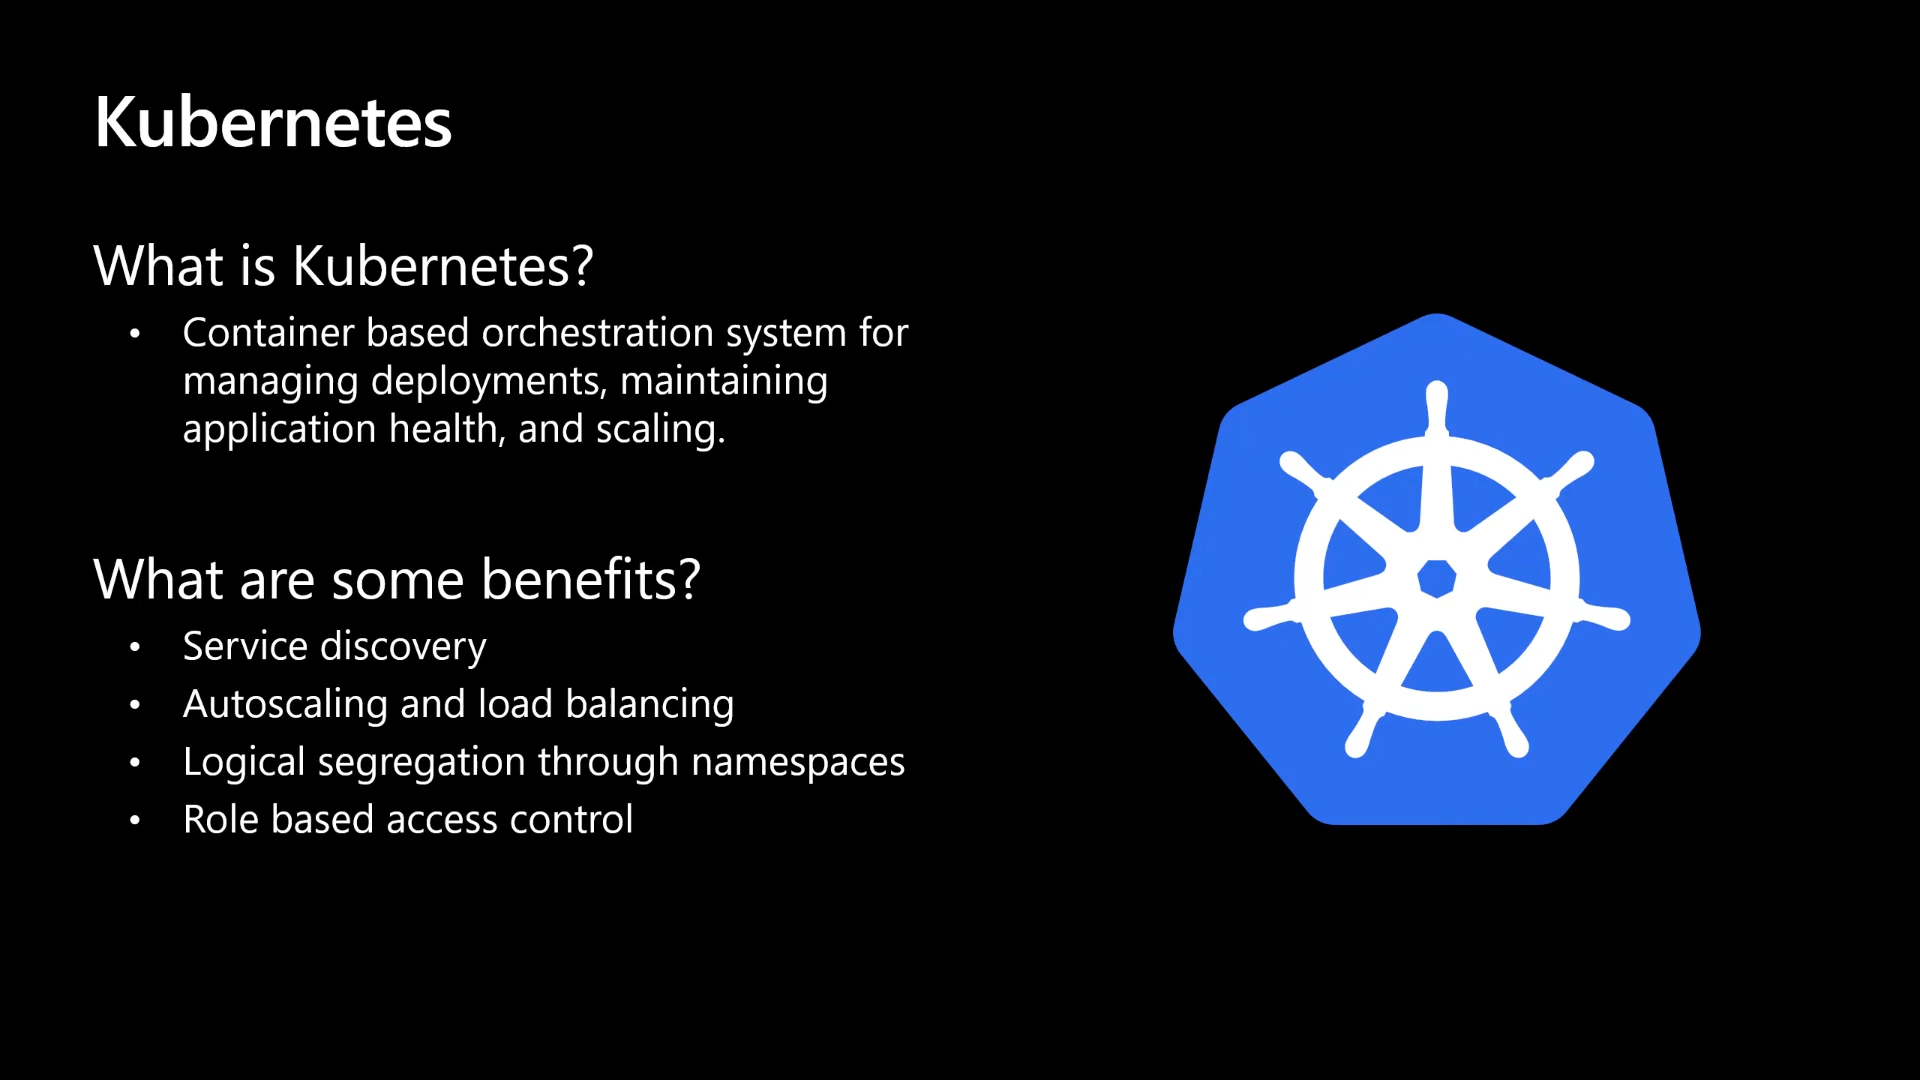 Kubernetes
What is Kubernetes?
• Container based orchestration system for
managing deployments, maintaining
application health, and scaling.
What are some benefits?
• Service discovery
• Autoscaling and load balancing
• Logical segregation through namespaces
• Role based access control